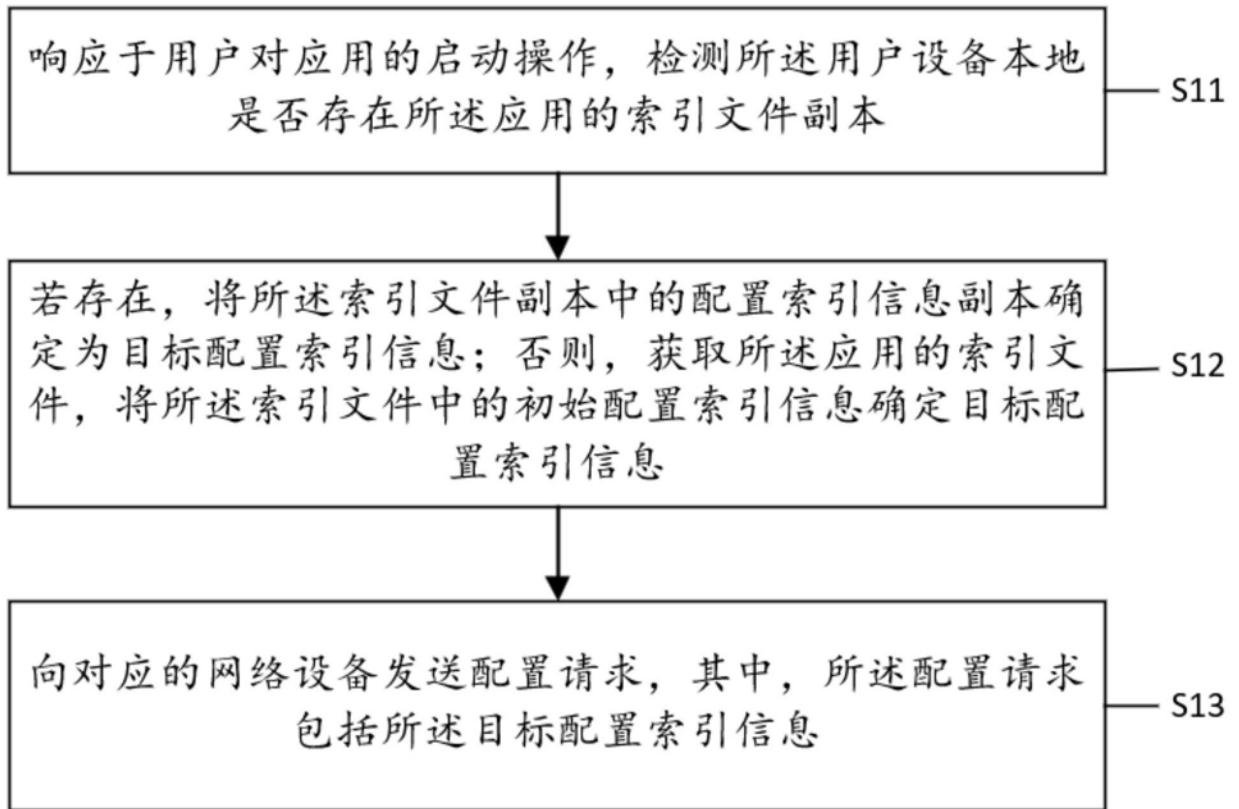 响应于用户对应用的启动操作，检测所述用户设备本地
是否存在所述应用的索引文件副本
S11
若存在，将所述索引文件副本中的配置索引信息副本确
定为目标配置索引信息；否则，获取所述应用的索引文
件，将所述索引文件中的初始配置索引信息确定目标配
置索引信息
S12
向对应的网络设备发送配置请求，其中，所述配置请求
包括所述目标配置索引信息
S13